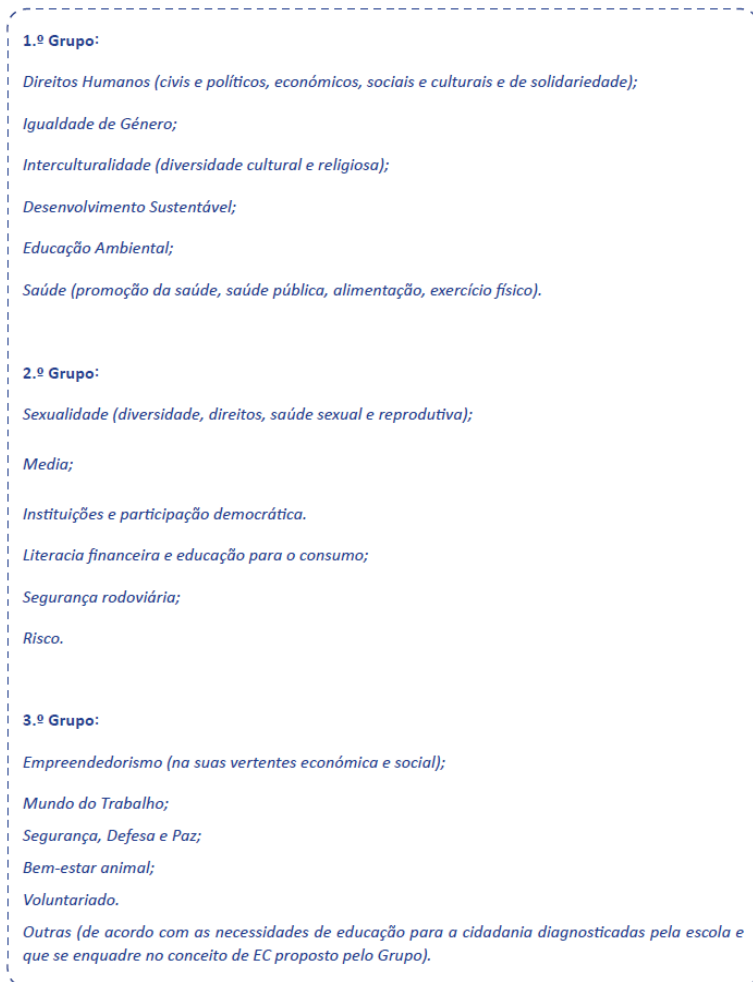 1.º Grupo:
Direitos Humanos (civis e políticos, económicos, sociais e culturais e de solidariedade);
Igualdade de Género;
Interculturalidade (diversidade cultural e religiosa);
Desenvolvimento Sustentável;
Educação Ambiental;
Saúde (promoção da saúde, saúde pública, alimentação, exercício físico).
2.º Grupo:
Sexualidade (diversidade, direitos, saúde sexual e reprodutiva);
Media;
Instituições e participação democrática.
Literacia financeira e educação para o consumo;
Segurança rodoviária;
Risco.
3.º Grupo:
Empreendedorismo (na suas vertentes económica e social);
Mundo do Trabalho;
Segurança, Defesa e Paz;
Bem-estar animal;
Voluntariado.
Outras (de acordo com as necessidades de educação para a cidadania diagnosticadas pela escola e
que se enquadre no conceito de EC proposto pelo Grupo).